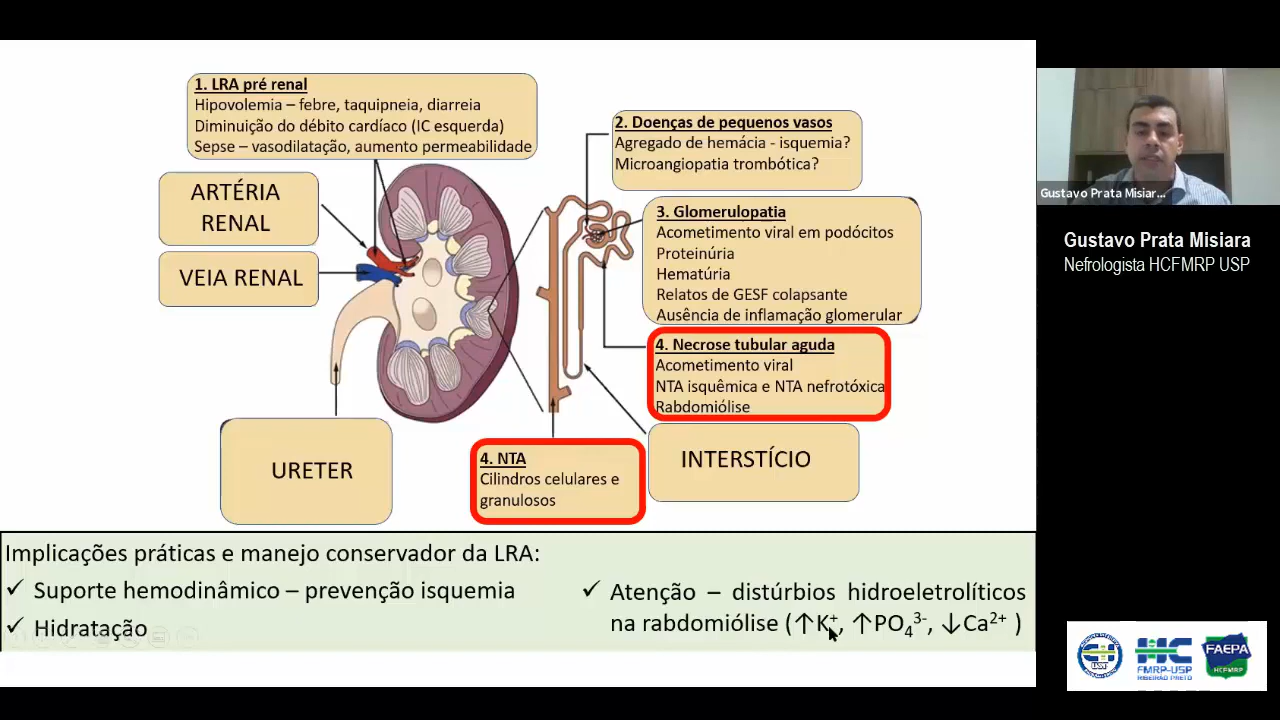 1. LRA pré renal
Hipovolemia – febre, taquipneia, diarreia
Diminuição do débito cardíaco (IC esquerda)
Sepse – vasodilatação, aumento permeabilidade
2. Doenças de pequenos vasos
Agregado de hemácia - isquemia?
Microangiopatia trombótica?
ARTÉRIA
RENAL
VEIA RENAL
3. Glomerulopatia
Acometimento viral em podócitos
Proteinúria
Hematúria
Relatos de GESF colapsante
Ausência de inflamação glomerular
4. Necrose tubular aguda
Acometimento viral
NTA isquêmica e NTA nefrotóxica
Rabdomiólise
URETER
4. NTA
Cilindros celulares e
granulosos
INTERSTÍCIO
Implicações práticas e manejo conservador da LRA:
✓ Suporte hemodinâmico – prevenção isquemia
✓ Hidratação
✓ Atenção – distúrbios hidroeletrolíticos
na rabdomiólise (↑K⁺, ↑PO₄³⁻, ↓Ca²⁺ )
Gustavo Prata Misiar...
Gustavo Prata Misiara
Nefrologista HCFMRP USP
HC
FMRP-USP
RIBEIRÃO PRETO
FAEPA
HCFMRP